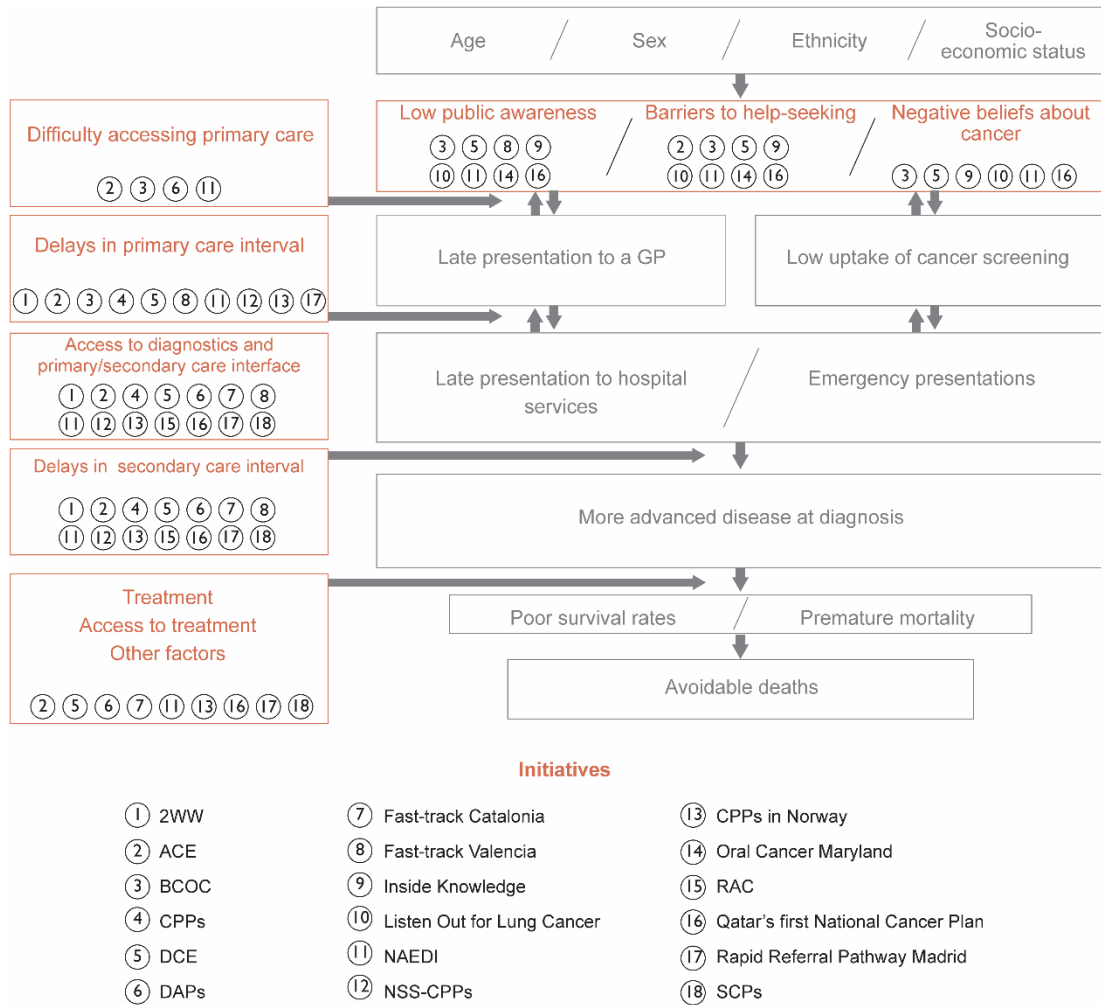 Age / Sex / Ethnicity / Socio-
economic status
Low public awareness / Barriers to help-seeking / Negative beliefs about
cancer
3 5 8 9
10 11 14 16
2 3 5 9
10 11 14 16
3 5 9 10 11 16
Difficulty accessing primary care
2 3 6 11
Delays in primary care interval
1 2 3 4 5 8 11 12 13 17
Late presentation to a GP
Low uptake of cancer screening
Access to diagnostics and
primary/secondary care interface
1 2 4 5 6 7 8
11 12 13 15 16 17 18
Late presentation to hospital
services
/
Emergency presentations
Delays in secondary care interval
1 2 4 5 6 7 8
11 12 13 15 16 17 18
More advanced disease at diagnosis
Treatment
Access to treatment
Other factors
2 5 6 7 11 13 16 17 18
Poor survival rates / Premature mortality
Avoidable deaths
Initiatives
1 2WW
2 ACE
3 BCOC
4 CPPs
5 DCE
6 DAPs
7 Fast-track Catalonia
8 Fast-track Valencia
9 Inside Knowledge
10 Listen Out for Lung Cancer
11 NAEDI
12 NSS-CPPs
13 CPPs in Norway
14 Oral Cancer Maryland
15 RAC
16 Qatar's first National Cancer Plan
17 Rapid Referral Pathway Madrid
18 SCPs